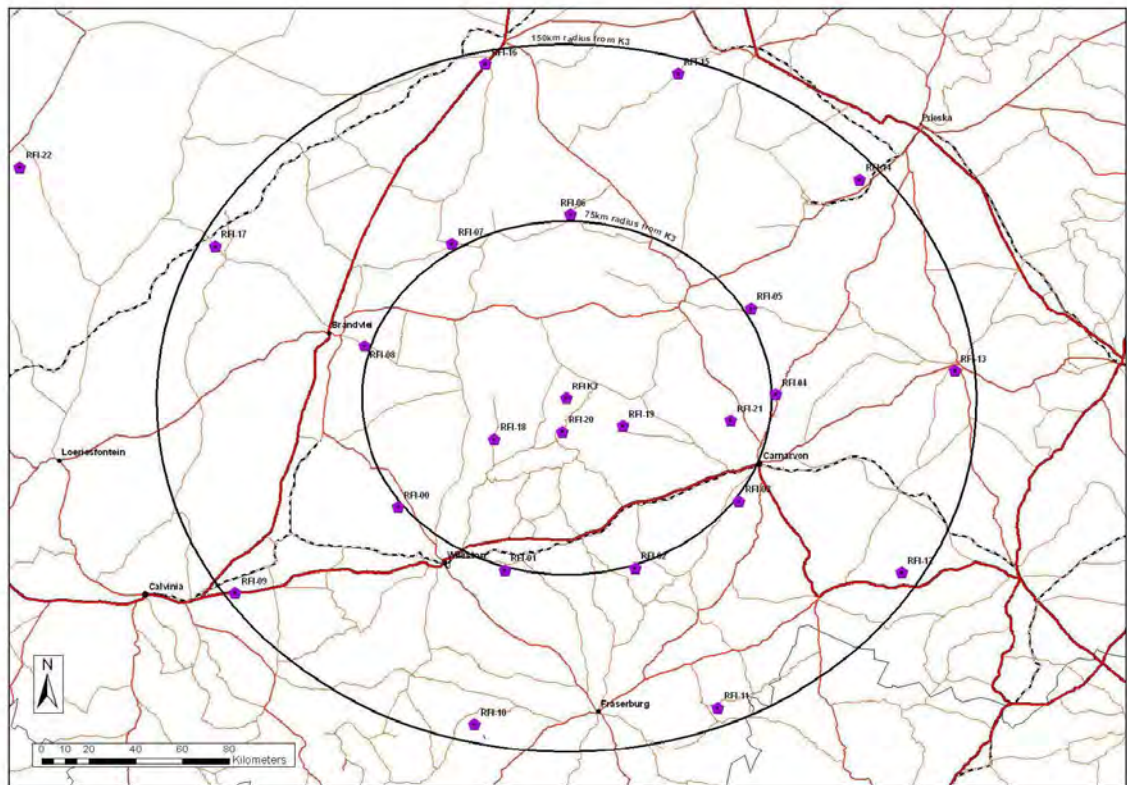 150km radius from K3
RFI-16
RFI-15
Prieska
RFI-22
RFI-14
RFI-06
75km radius from K3
RFI-17
RFI-07
RFI-05
Brandvlei
RFI-08
RFI-13
RFI-K3
RFI-04
RFI-19
RFI-21
RFI-20
RFI-18
Loeriesfontein
Carnarvon
RFI-00
RFI-03
Williston
RFI-01
RFI-02
RFI-12
Calvinia
RFI-09
N
Fraserburg
RFI-11
RFI-10
0 10 20 40 60 80
Kilometers